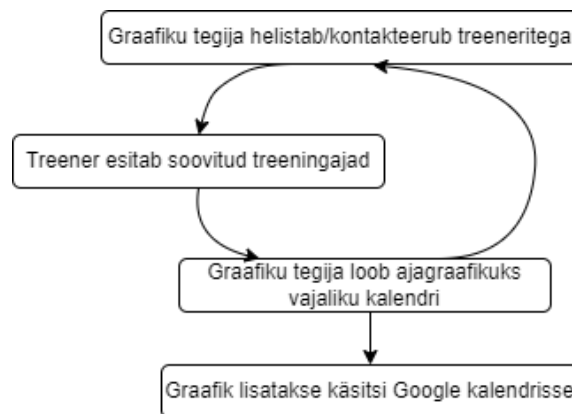 Graafiku tegija helistab/kontakteerub treeneritega
Treener esitab soovitud treeningajad
Graafiku tegija loob ajagraafikuks
vajaliku kalendri
Graafik lisatakse käsitsi Google kalendrisse